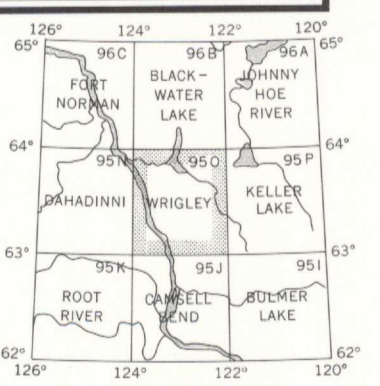 126° 124° 122° 120°
65° 96C 96B 96A 65°
FORT NORMAN
BLACK-WATER LAKE
JOHNNY HOE RIVER
64° 64°
95N 95O 95P
DAHADINNI WRIGLEY KELLER LAKE
63° 63°
95K 95J 95I
ROOT RIVER
CAMSELL BEND
BULMER LAKE
62° 62°
126° 124° 122° 120°